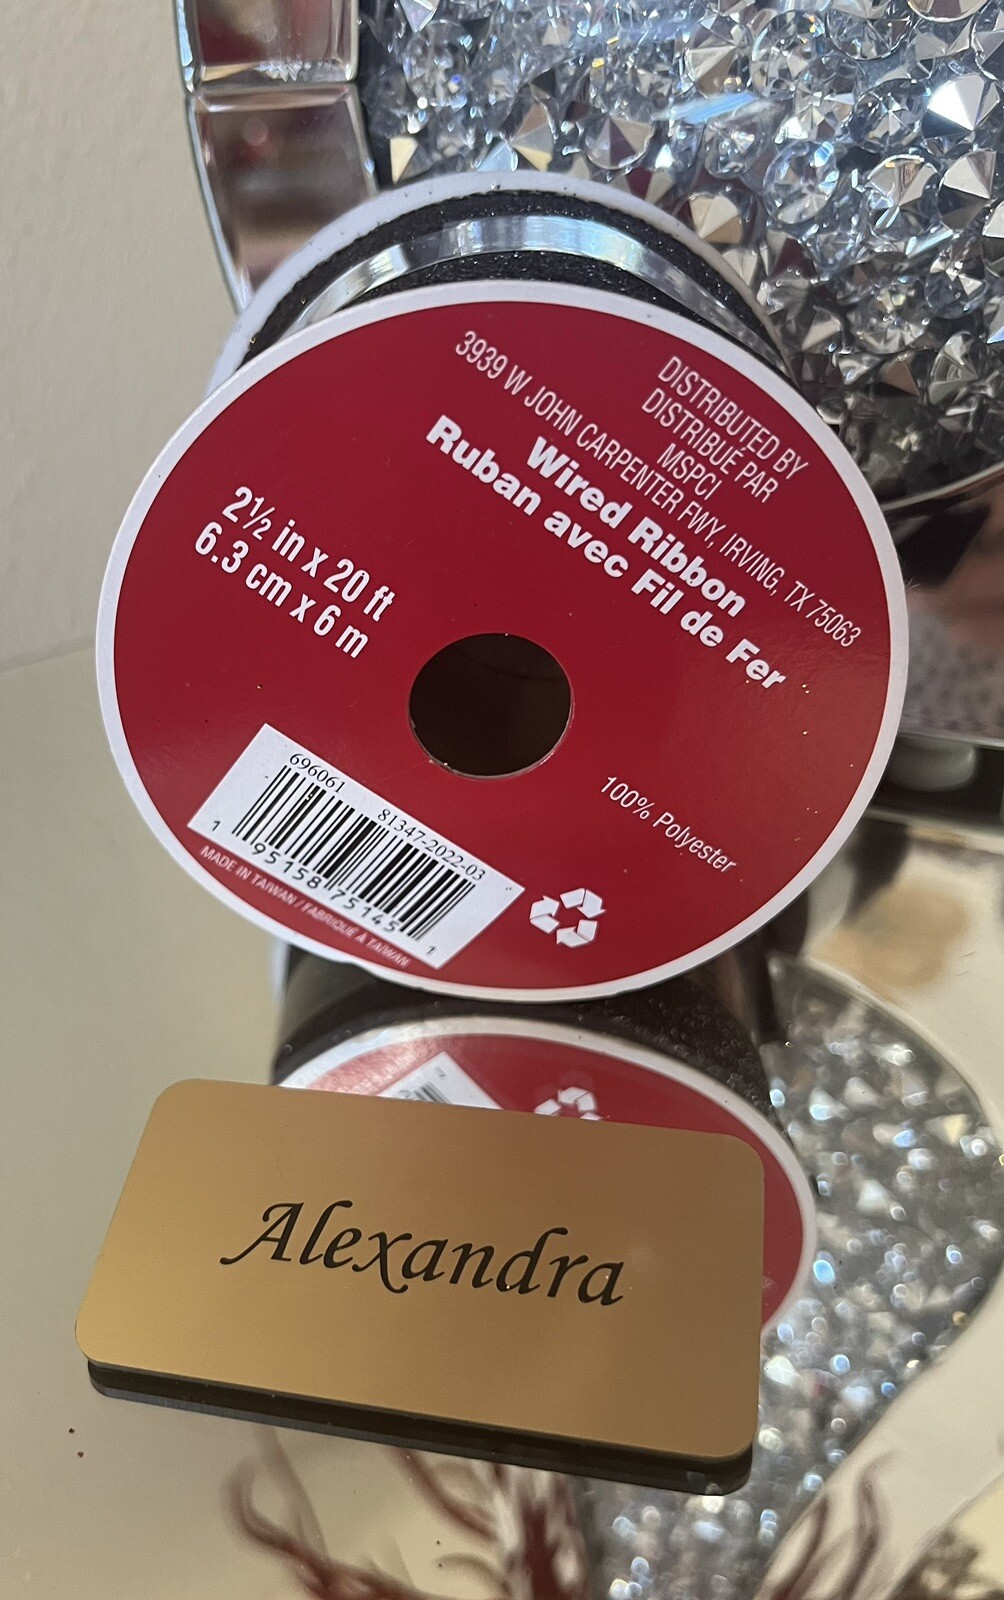 DISTRIBUTED BY
DISTRIBUÉ PAR
MSPCI
3939 W JOHN CARPENTER FWY, IRVING, TX 75063
Wired Ribbon
Ruban avec Fil de Fer
2½ in x 20 ft
6.3 cm x 6 m
100% Polyester
696061 81347-2022-03
1 95158 75145 1
MADE IN TAIWAN / FABRIQUÉ À TAIWAN
Alexandra